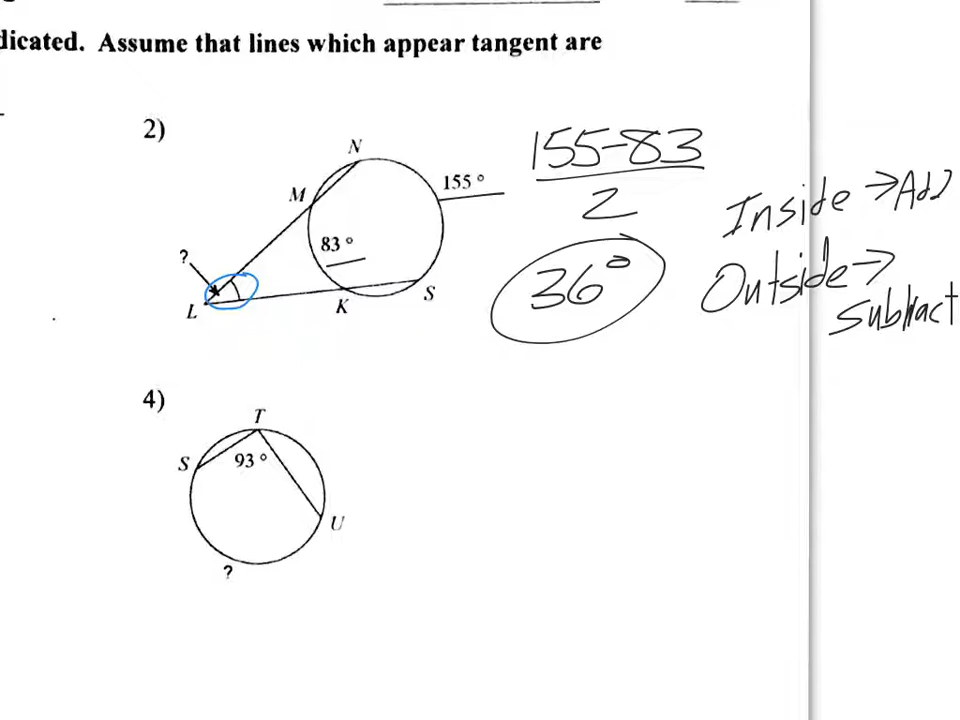 dicated. Assume that lines which appear tangent are
2)
N
M
155 °
83 °
?
L
K
S
155-83
2
36°
Inside → Add
Outside →
subtract
4)
T
S
93 °
U
?